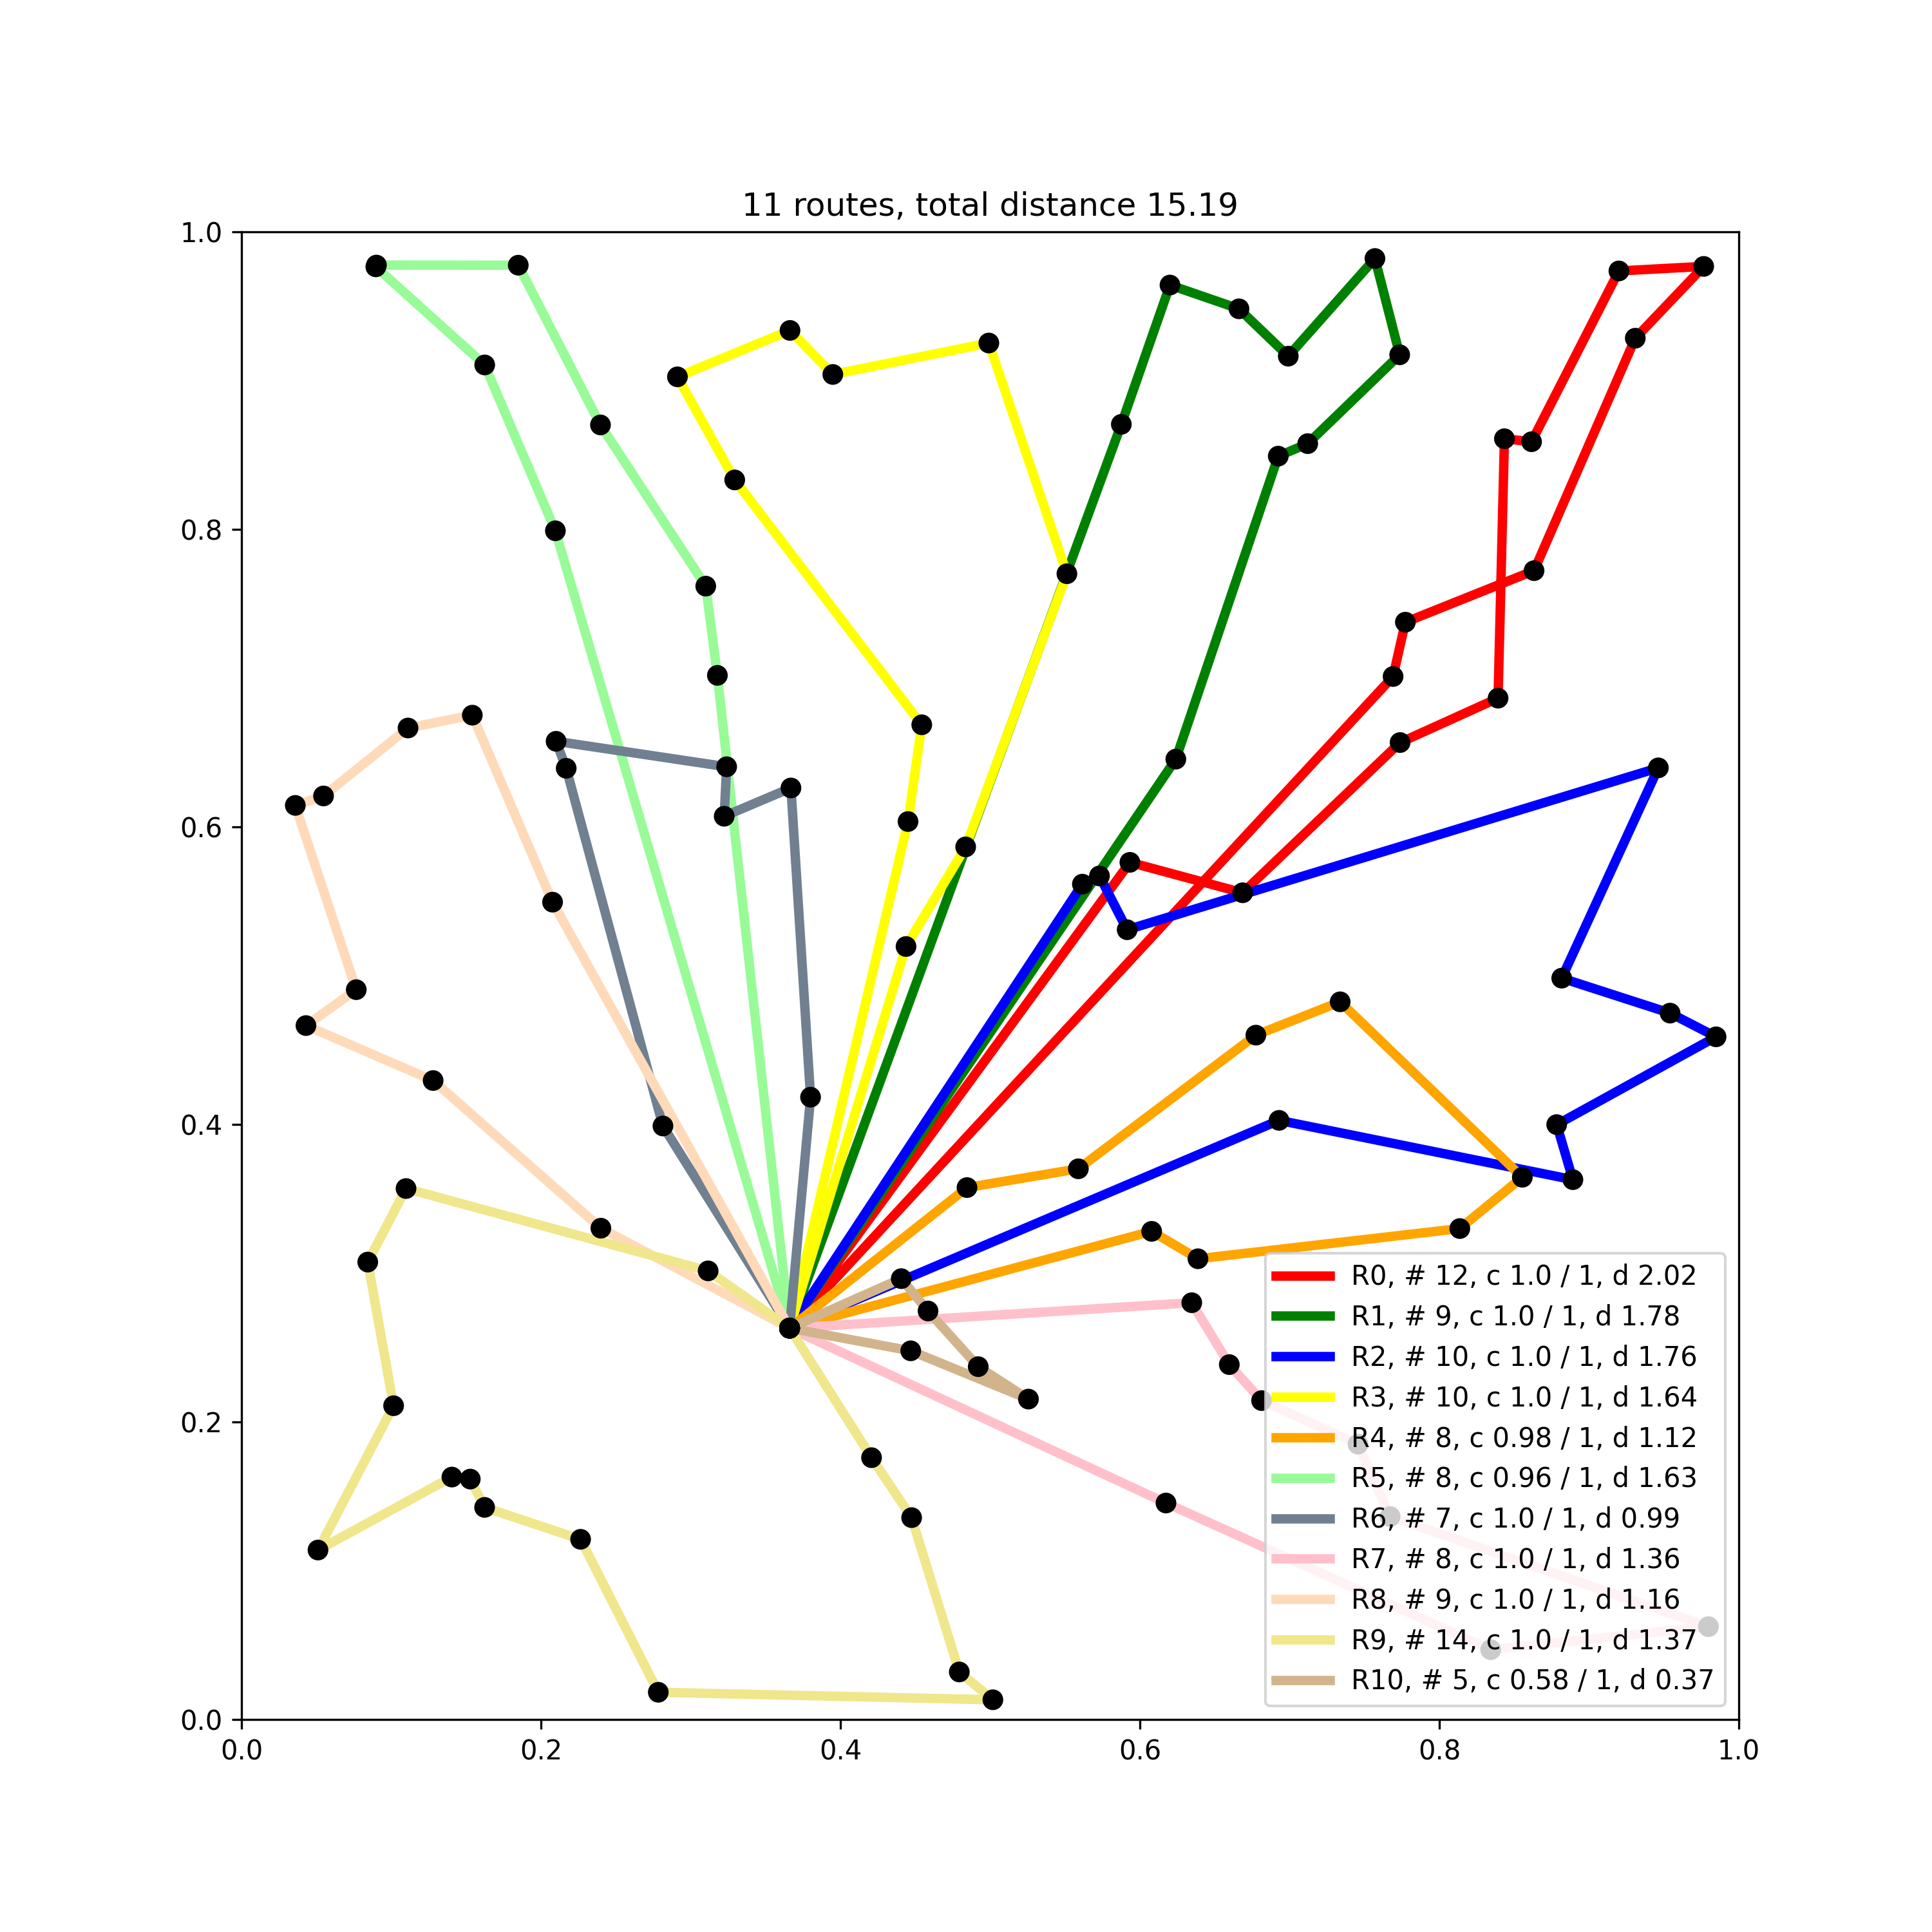 11 routes, total distance 15.19
1.0
0.8
0.6
0.4
0.2
0.0
0.0 0.2 0.4 0.6 0.8 1.0
R0, # 12, c 1.0 / 1, d 2.02
R1, # 9, c 1.0 / 1, d 1.78
R2, # 10, c 1.0 / 1, d 1.76
R3, # 10, c 1.0 / 1, d 1.64
R4, # 8, c 0.98 / 1, d 1.12
R5, # 8, c 0.96 / 1, d 1.63
R6, # 7, c 1.0 / 1, d 0.99
R7, # 8, c 1.0 / 1, d 1.36
R8, # 9, c 1.0 / 1, d 1.16
R9, # 14, c 1.0 / 1, d 1.37
R10, # 5, c 0.58 / 1, d 0.37